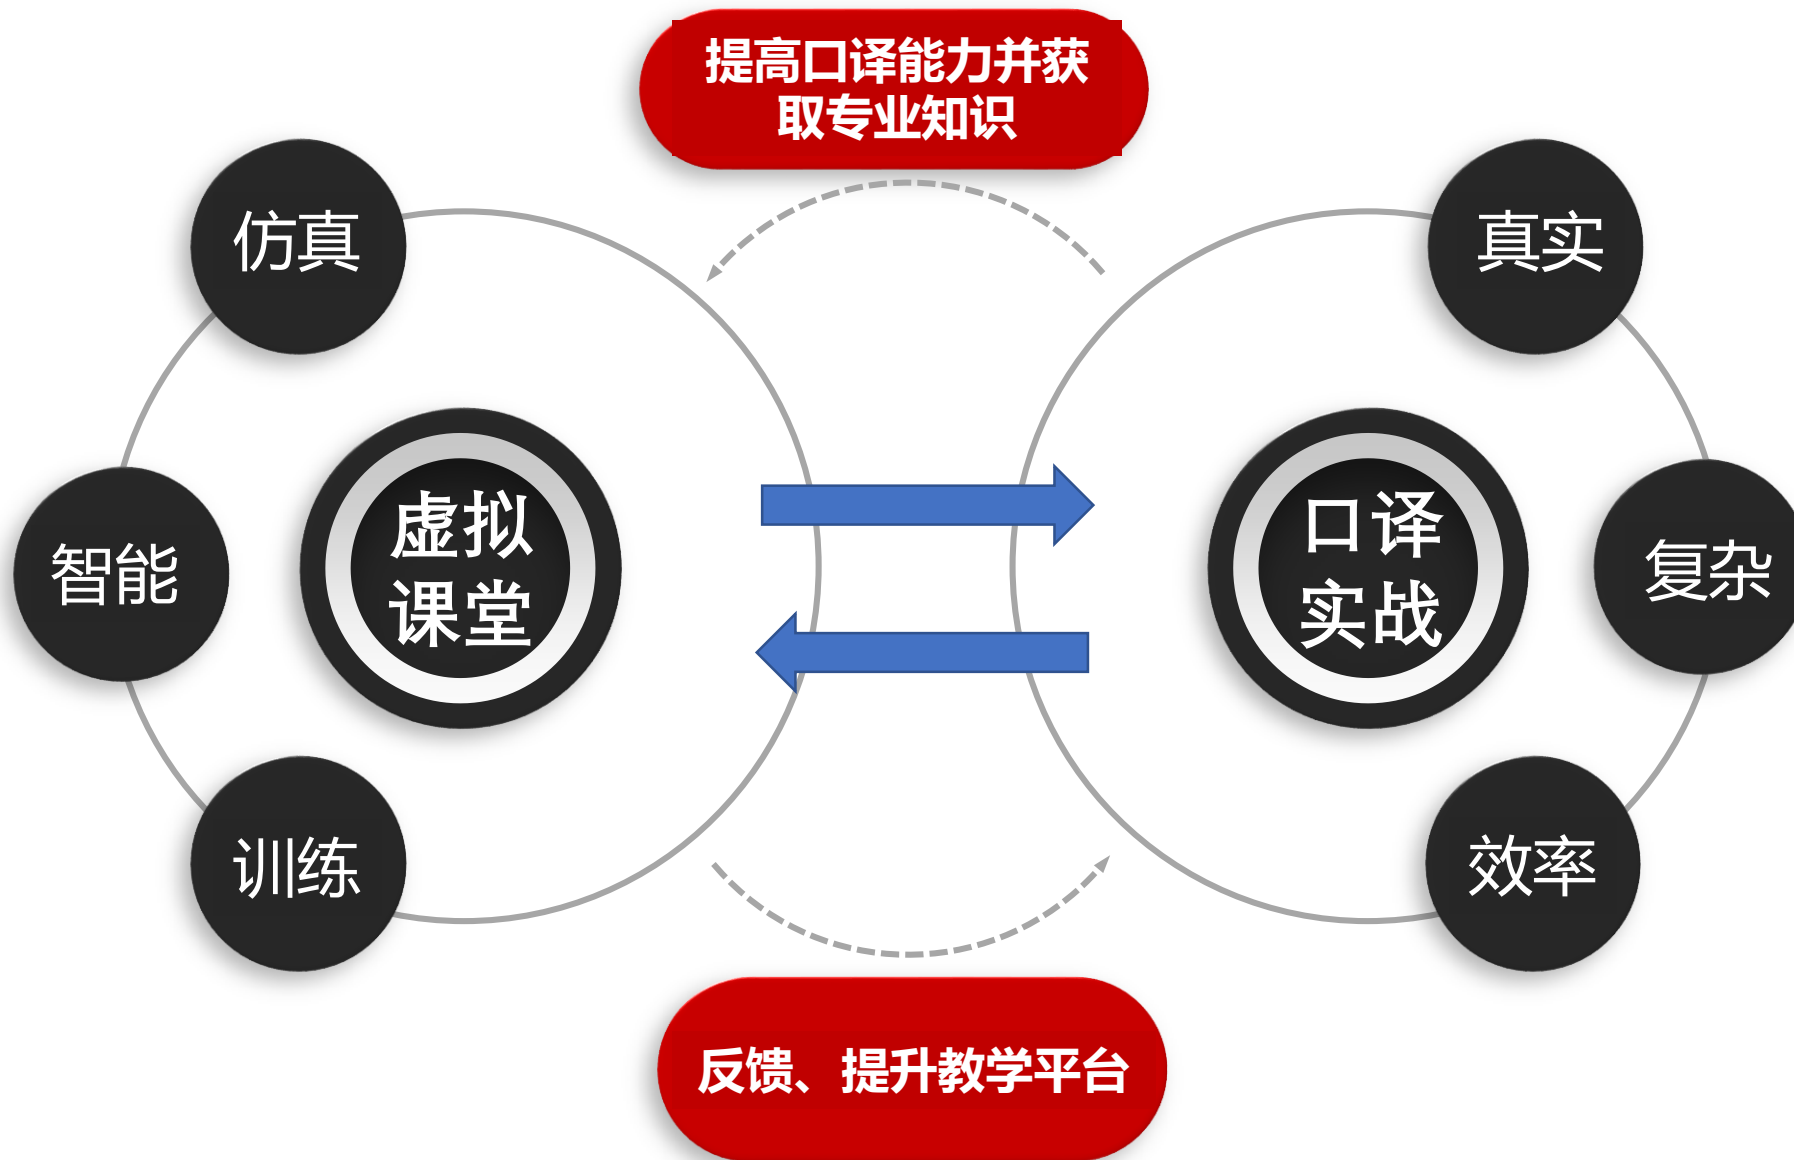 提高口译能力并获
取专业知识
仿真
真实
虚拟
课堂
口译
实战
智能
复杂
训练
效率
反馈、提升教学平台